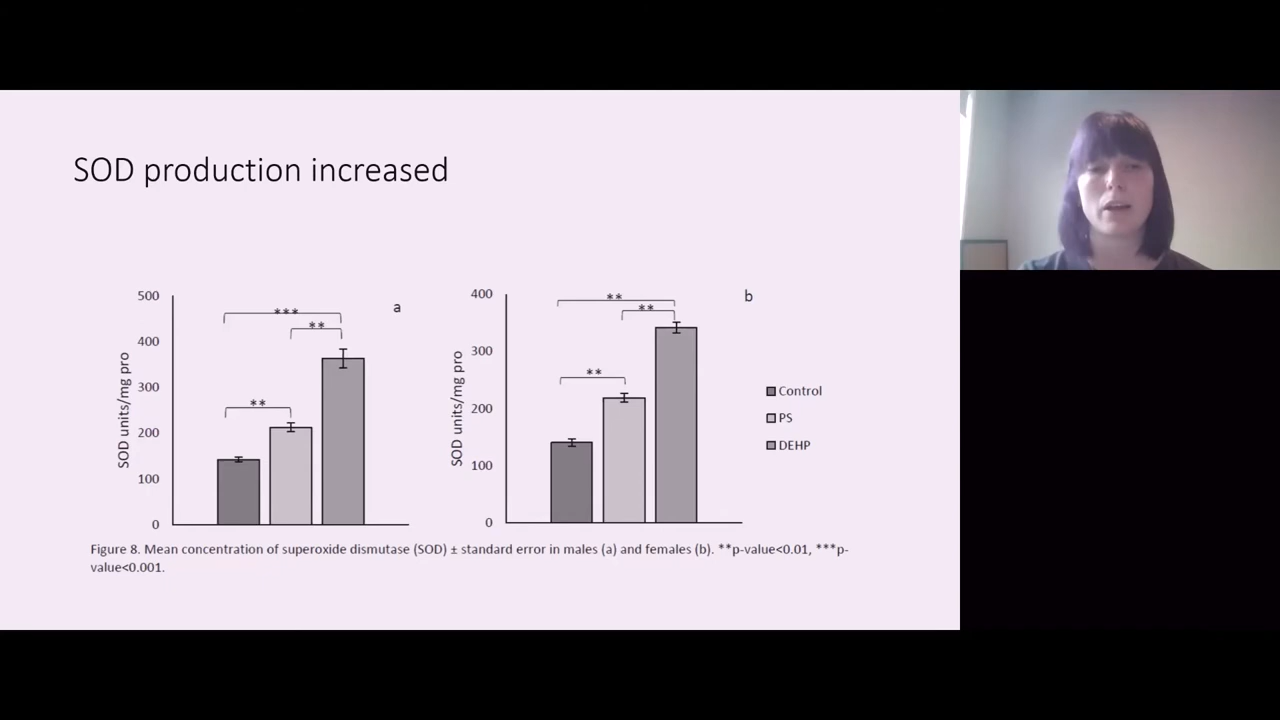 SOD production increased
500
400
300
200
100
0
SOD units/mg pro
***
**
**
a
400
300
200
100
0
SOD units/mg pro
**
**
**
b
Control
PS
DEHP
Figure 8. Mean concentration of superoxide dismutase (SOD) ± standard error in males (a) and females (b). **p-value<0.01, ***p-
value<0.001.